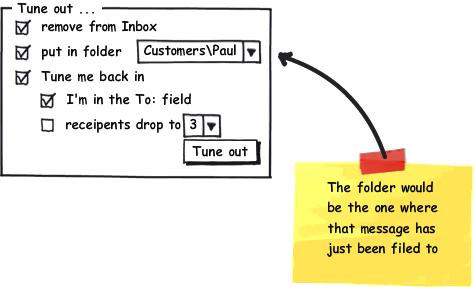 Tune out ...
remove from Inbox
put in folder Customers\Paul
Tune me back in
I'm in the To: field
receipents drop to 3
Tune out
The folder would
be the one where
that message has
just been filed to